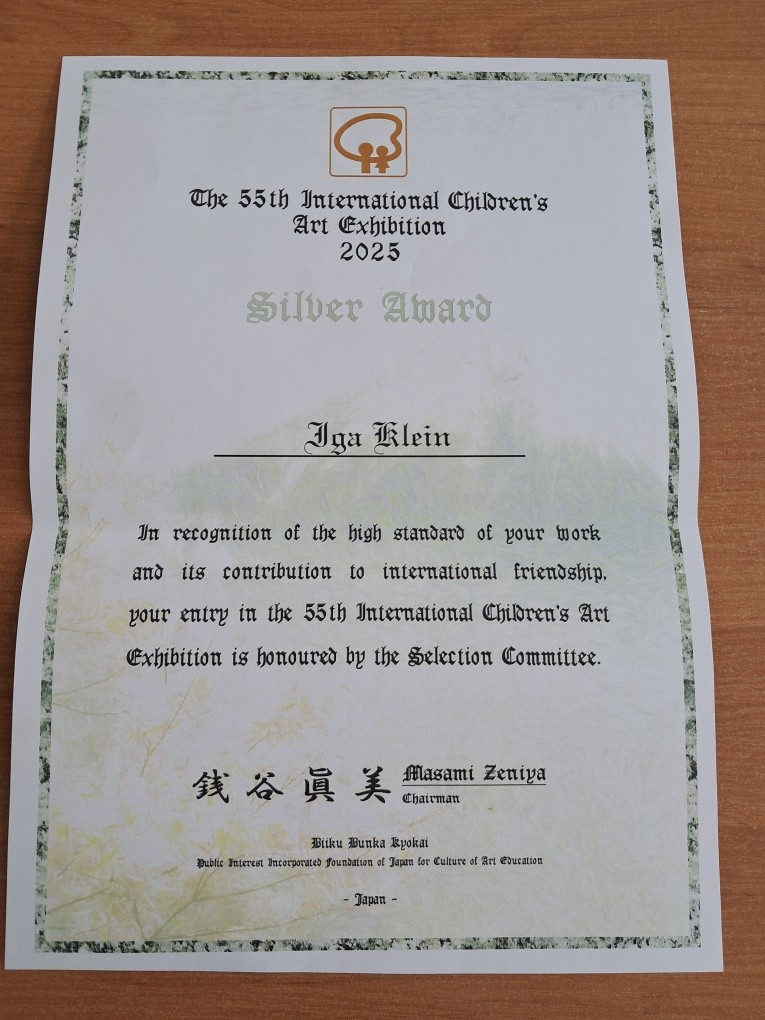 The 55th International Children's
Art Exhibition
2025
Silver Award
Iga Klein
In recognition of the high standard of your work
and its contribution to international friendship,
your entry in the 55th International Children's Art
Exhibition is honoured by the Selection Committee.
銭谷眞美 Masami Zeniya
Chairman
Biiku Bunka Kyokai
Public Interest Incorporated Foundation of Japan for Culture of Art Education
- Japan -